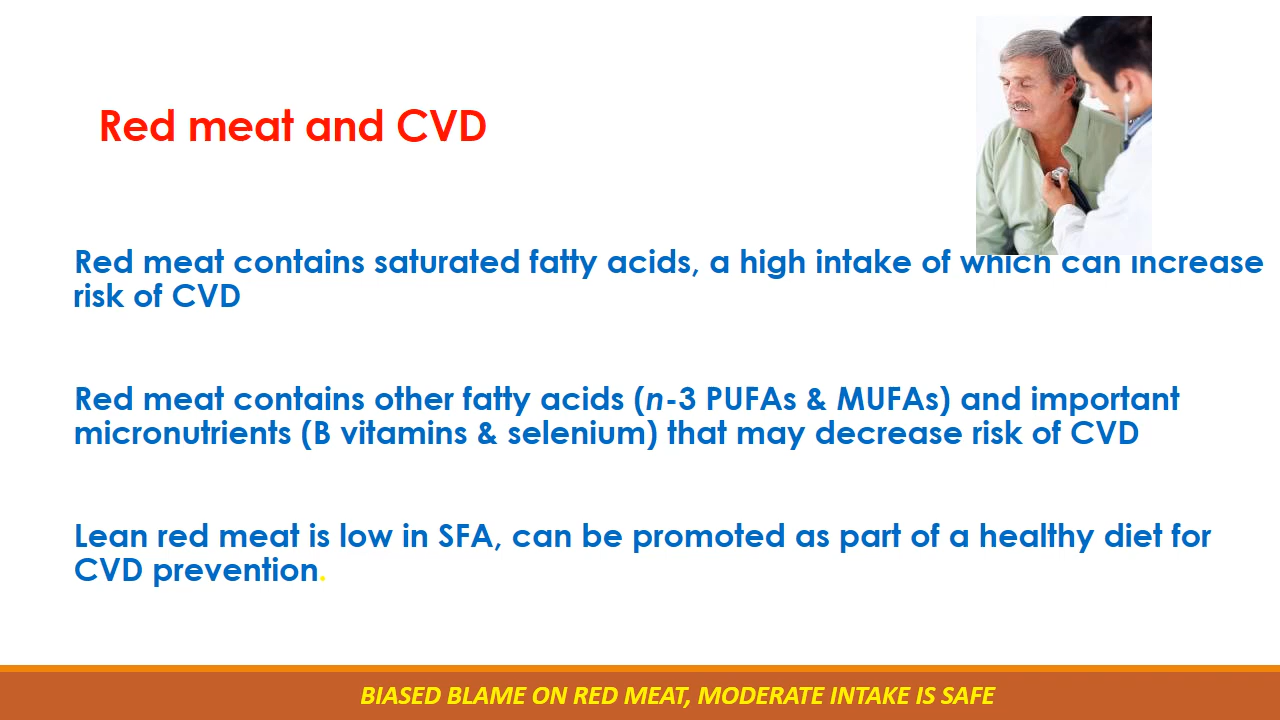 Red meat and CVD
Red meat contains saturated fatty acids, a high intake of which can increase
risk of CVD
Red meat contains other fatty acids (n-3 PUFAs & MUFAs) and important
micronutrients (B vitamins & selenium) that may decrease risk of CVD
Lean red meat is low in SFA, can be promoted as part of a healthy diet for
CVD prevention.
BIASED BLAME ON RED MEAT, MODERATE INTAKE IS SAFE